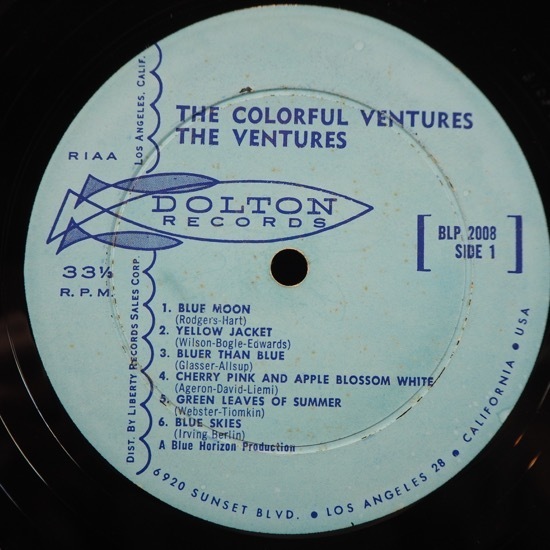 THE COLORFUL VENTURES
THE VENTURES
RIAA
LOS ANGELES, CALIF.
DOLTON
RECORDS
33⅓
R.P.M.
DIST. BY LIBERTY RECORDS SALES CORP.
[ BLP 2008
SIDE 1 ]
1. BLUE MOON
(Rodgers-Hart)
2. YELLOW JACKET
(Wilson-Bogle-Edwards)
3. BLUER THAN BLUE
(Glasser-Allsup)
4. CHERRY PINK AND APPLE BLOSSOM WHITE
(Ageron-David-Liemi)
5. GREEN LEAVES OF SUMMER
(Webster-Tiomkin)
6. BLUE SKIES
(Irving Berlin)
A Blue Horizon Production
6920 SUNSET BLVD. • LOS ANGELES 28 • CALIFORNIA • USA